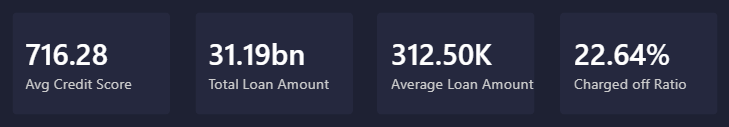 716.28
Avg Credit Score
31.19bn
Total Loan Amount
312.50K
Average Loan Amount
22.64%
Charged off Ratio